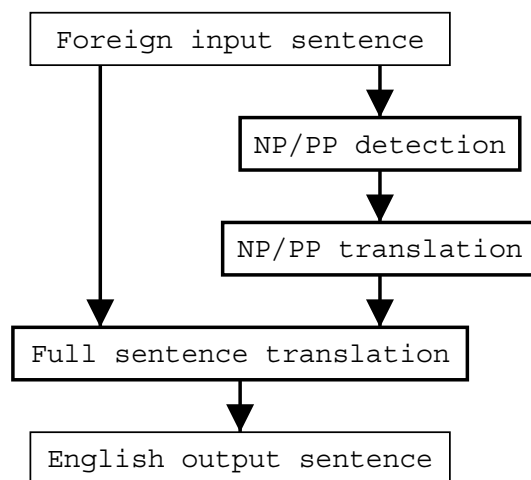 Foreign input sentence
NP/PP detection
NP/PP translation
Full sentence translation
English output sentence